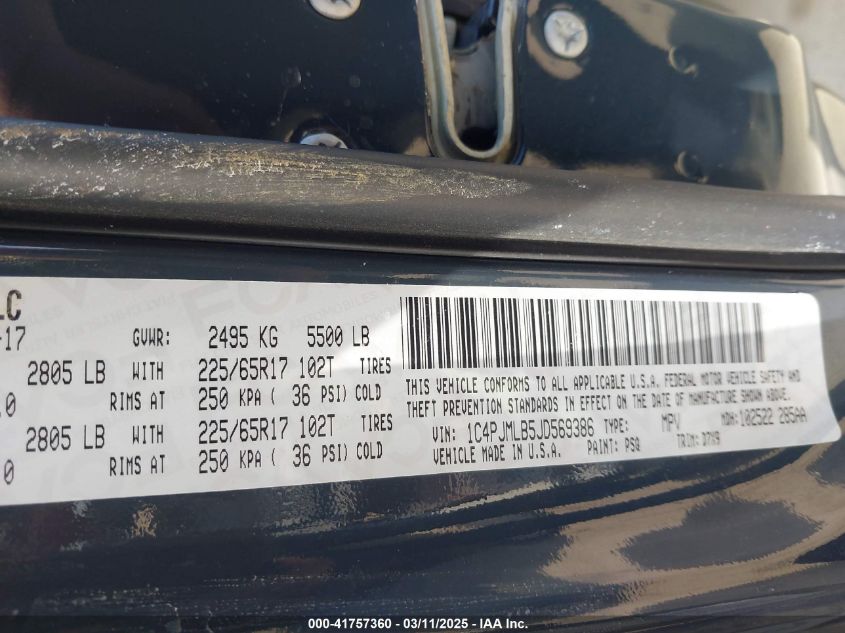 LC
-17 GVWR: 2495 KG 5500 LB
2805 LB WITH 225/65R17 102T TIRES
.0 RIMS AT 250 KPA ( 36 PSI) COLD
2805 LB WITH 225/65R17 102T TIRES
0 RIMS AT 250 KPA ( 36 PSI) COLD
THIS VEHICLE CONFORMS TO ALL APPLICABLE U.S.A. FEDERAL MOTOR VEHICLE SAFETY AND
THEFT PREVENTION STANDARDS IN EFFECT ON THE DATE OF MANUFACTURE SHOWN ABOVE.
VIN: 1C4PJMLB5JD569386 TYPE: MPV MDH: 102522 285AA
VEHICLE MADE IN U.S.A. PAINT: PSQ TRIM:
000-41757360 - 03/11/2025 - ©IAA, Inc.